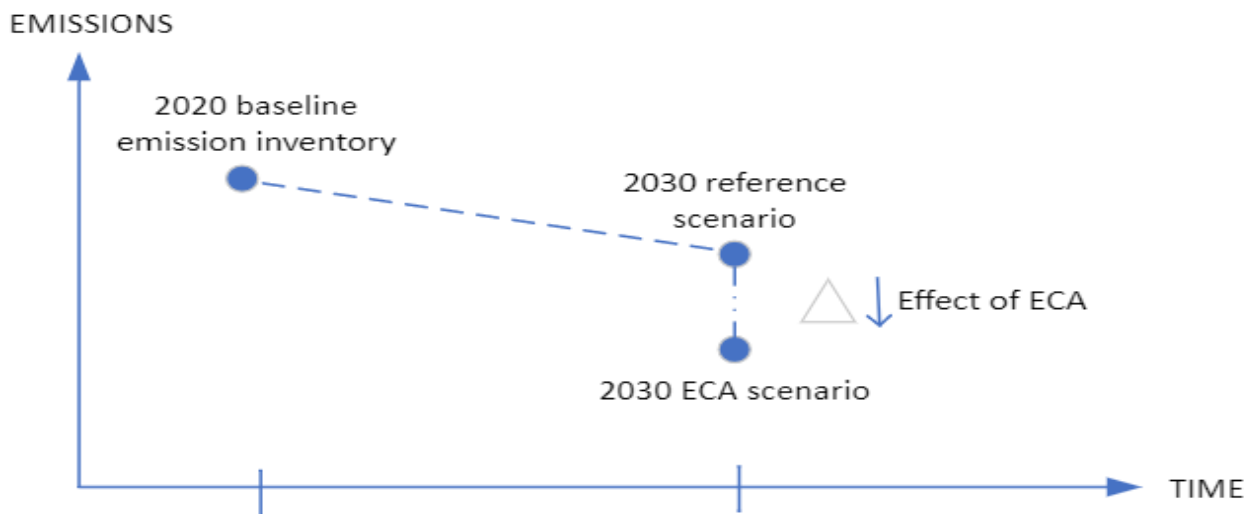 EMISSIONS
2020 baseline
emission inventory
2030 reference
scenario
Effect of ECA
2030 ECA scenario
TIME